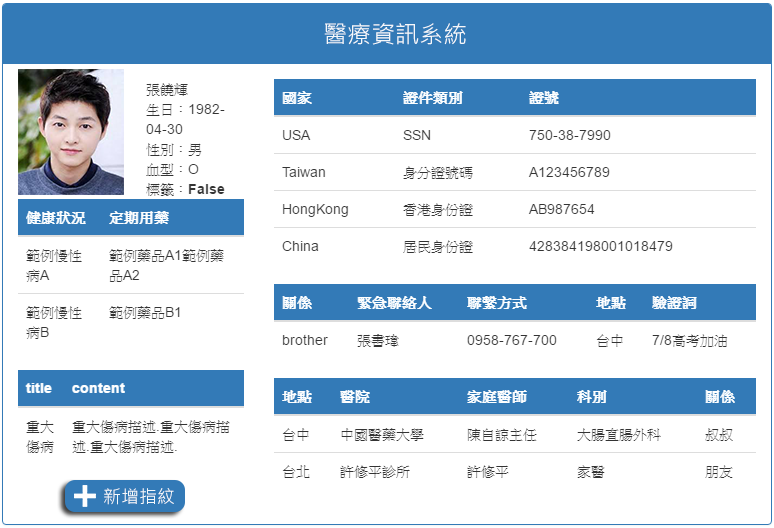 醫療資訊系統
張饒輝
生日：1982-
04-30
性別：男
血型：O
標籤：False
健康狀況 定期用藥
範例慢性 範例藥品A1範例藥
病A 品A2
範例慢性 範例藥品B1
病B
title content
重大 重大傷病描述.重大傷病描
傷病 述.重大傷病描述.
新增指紋
國家 證件類別 證號
USA SSN 750-38-7990
Taiwan 身分證號碼 A123456789
HongKong 香港身份證 AB987654
China 居民身份證 428384198001018479
關係 緊急聯絡人 聯繫方式 地點 驗證詞
brother 張書瑋 0958-767-700 台中 7/8高考加油
地點 醫院 家庭醫師 科別 關係
台中 中國醫藥大學 陳自諒主任 大腸直腸外科 叔叔
台北 許修平診所 許修平 家醫 朋友